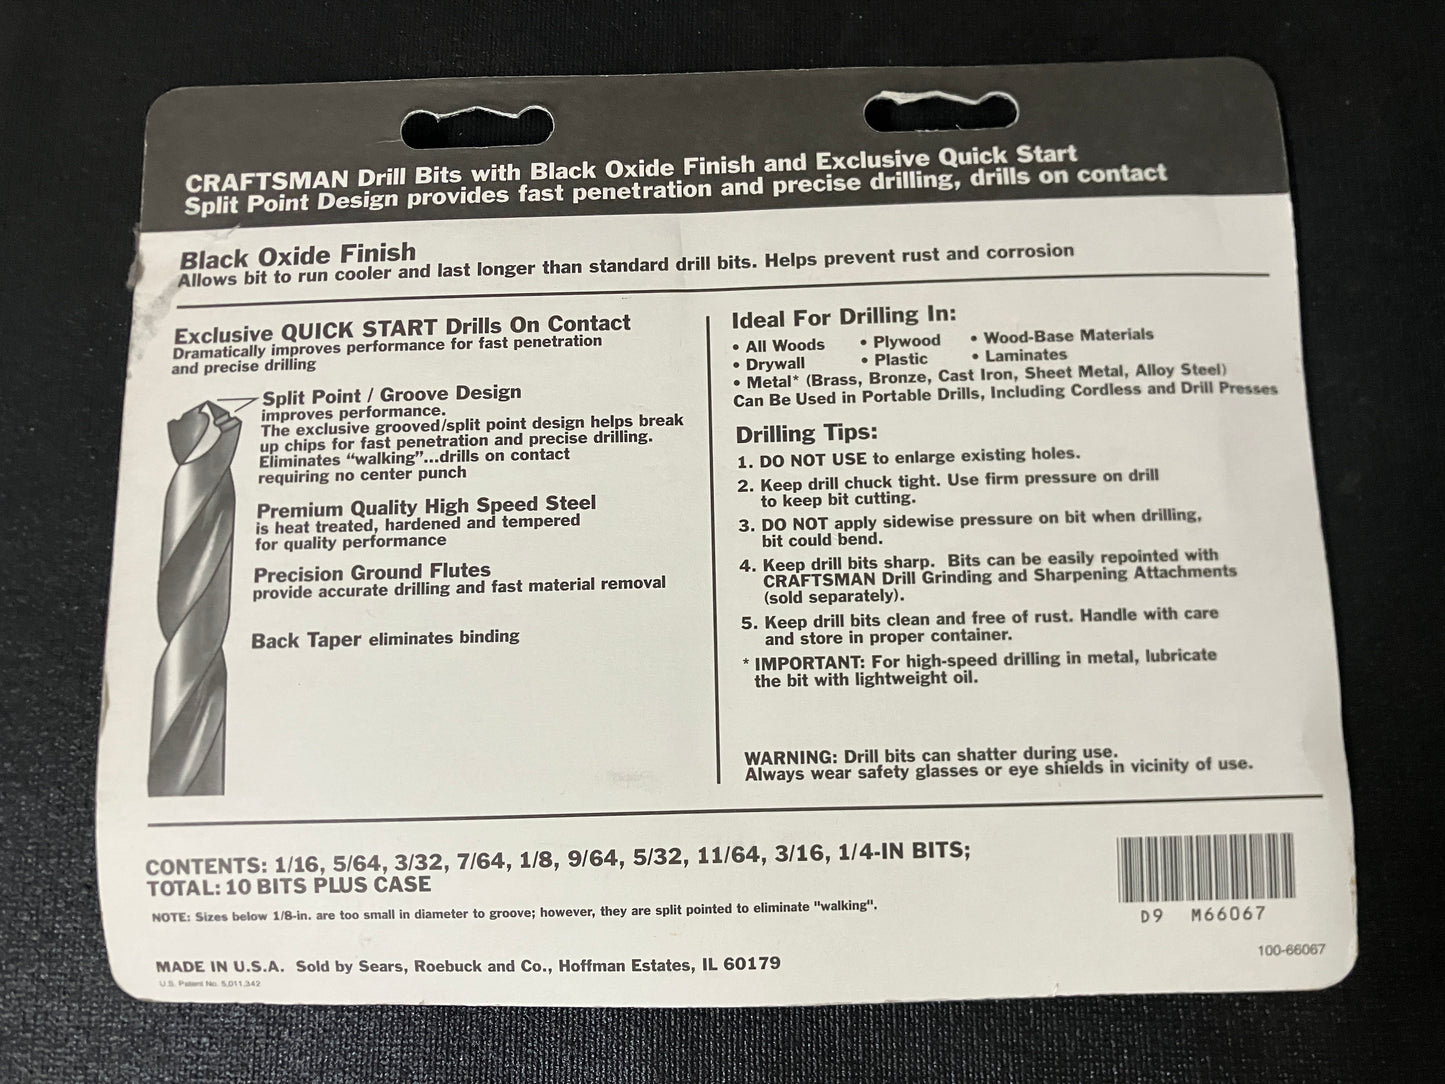 CRAFTSMAN Drill Bits with Black Oxide Finish and Exclusive Quick Start
Split Point Design provides fast penetration and precise drilling, drills on contact
Black Oxide Finish
Allows bit to run cooler and last longer than standard drill bits. Helps prevent rust and corrosion
Exclusive QUICK START Drills On Contact
Dramatically improves performance for fast penetration
and precise drilling
Split Point / Groove Design
improves performance.
The exclusive grooved/split point design helps break
up chips for fast penetration and precise drilling.
Eliminates “walking”...drills on contact
requiring no center punch
Premium Quality High Speed Steel
is heat treated, hardened and tempered
for quality performance
Precision Ground Flutes
provide accurate drilling and fast material removal
Back Taper eliminates binding
Ideal For Drilling In:
• All Woods • Plywood • Wood-Base Materials
• Drywall • Plastic • Laminates
• Metal* (Brass, Bronze, Cast Iron, Sheet Metal, Alloy Steel)
Can Be Used in Portable Drills, Including Cordless and Drill Presses
Drilling Tips:
1. DO NOT USE to enlarge existing holes.
2. Keep drill chuck tight. Use firm pressure on drill
to keep bit cutting.
3. DO NOT apply sidewise pressure on bit when drilling,
bit could bend.
4. Keep drill bits sharp. Bits can be easily repointed with
CRAFTSMAN Drill Grinding and Sharpening Attachments
(sold separately).
5. Keep drill bits clean and free of rust. Handle with care
and store in proper container.
* IMPORTANT: For high-speed drilling in metal, lubricate
the bit with lightweight oil.
WARNING: Drill bits can shatter during use.
Always wear safety glasses or eye shields in vicinity of use.
CONTENTS: 1/16, 5/64, 3/32, 7/64, 1/8, 9/64, 5/32, 11/64, 3/16, 1/4-IN BITS;
TOTAL: 10 BITS PLUS CASE
NOTE: Sizes below 1/8-in. are too small in diameter to groove; however, they are split pointed to eliminate "walking".
D9 M66067
100-66067
MADE IN U.S.A. Sold by Sears, Roebuck and Co., Hoffman Estates, IL 60179
U.S. Patent No. 5,011,342